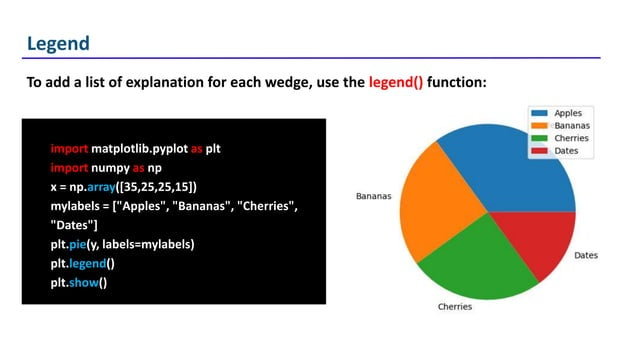 Legend
To add a list of explanation for each wedge, use the legend() function:
import matplotlib.pyplot as plt
import numpy as np
x = np.array([35,25,25,15])
mylabels = ["Apples", "Bananas", "Cherries",
"Dates"]
plt.pie(y, labels=mylabels)
plt.legend()
plt.show()
Apples
Bananas
Cherries
Dates
Bananas
Dates
Cherries